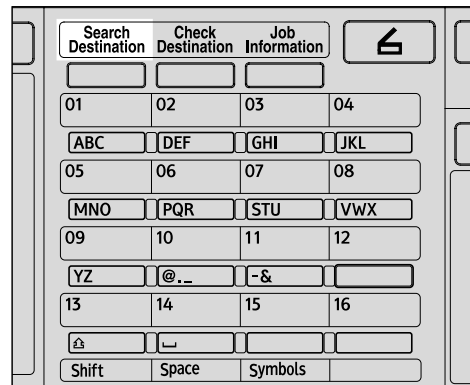 Search Destination Check Destination Job Information
01 02 03 04
ABC DEF GHI JKL
05 06 07 08
MNO PQR STU VWX
09 10 11 12
YZ @._ -&
13 14 15 16
Shift Space Symbols